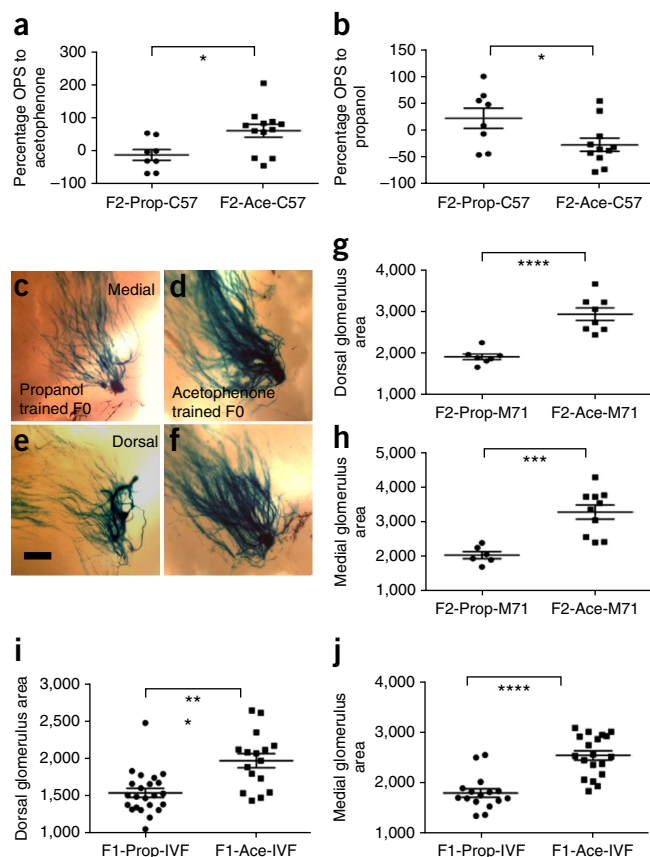 a
Percentage OPS to
acetophenone
300
200
100
0
−100
*
F2-Prop-C57 F2-Ace-C57
b
Percentage OPS to
propanol
150
100
50
0
−50
−100
*
F2-Prop-C57 F2-Ace-C57
c
Medial
Propanol
trained F0
d
Acetophenone
trained F0
e
Dorsal
f
g
Dorsal glomerulus
area
4,000
3,000
2,000
1,000
****
F2-Prop-M71 F2-Ace-M71
h
Medial glomerulus
area
5,000
4,000
3,000
2,000
1,000
***
F2-Prop-M71 F2-Ace-M71
i
Dorsal glomerulus area
3,000
2,500
2,000
1,500
1,000
**
*
F1-Prop-IVF F1-Ace-IVF
j
Medial glomerulus
area
4,000
3,000
2,000
1,000
****
F1-Prop-IVF F1-Ace-IVF